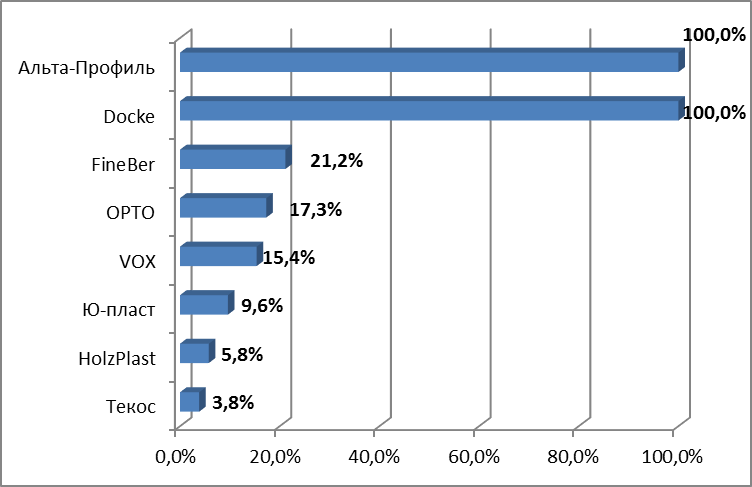 100,0%
Альта-Профиль
Docke 100,0%
FineBer 21,2%
ОРТО 17,3%
VOX 15,4%
Ю-пласт 9,6%
HolzPlast 5,8%
Текос 3,8%
0,0% 20,0% 40,0% 60,0% 80,0% 100,0%